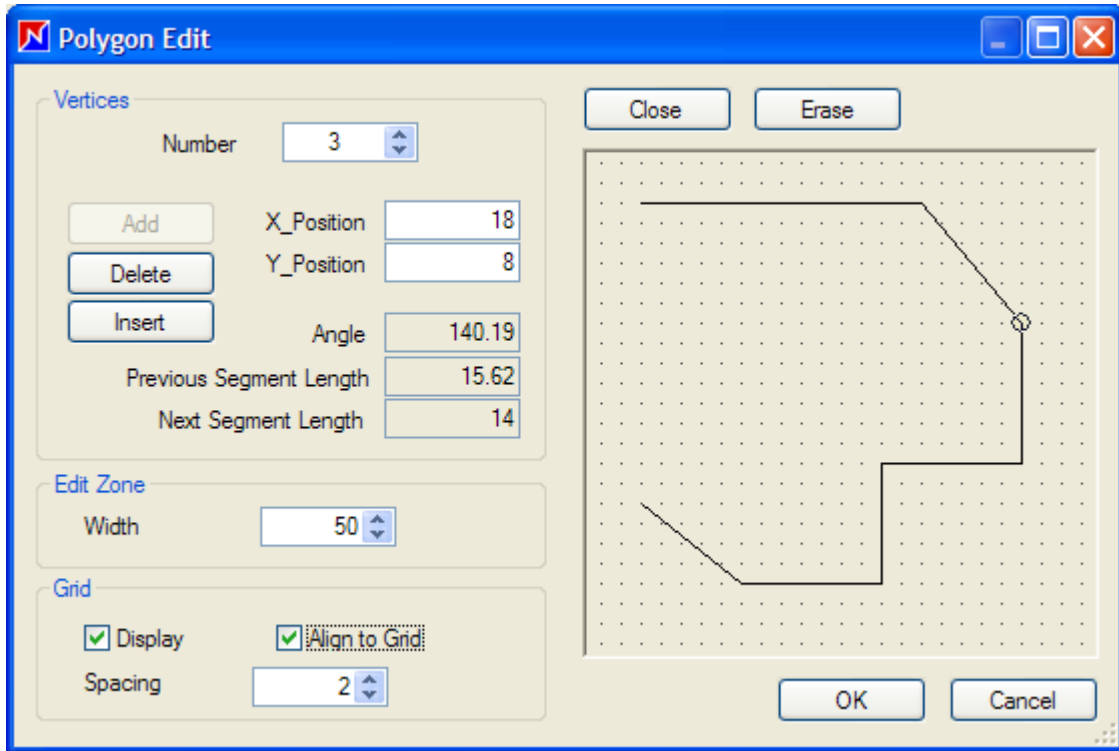 Polygon Edit
Vertices
Number 3
Add
X_Position 18
Delete
Y_Position 8
Insert
Angle 140.19
Previous Segment Length 15.62
Next Segment Length 14
Edit Zone
Width 50
Grid
Display Align to Grid
Spacing 2
Close Erase
OK Cancel